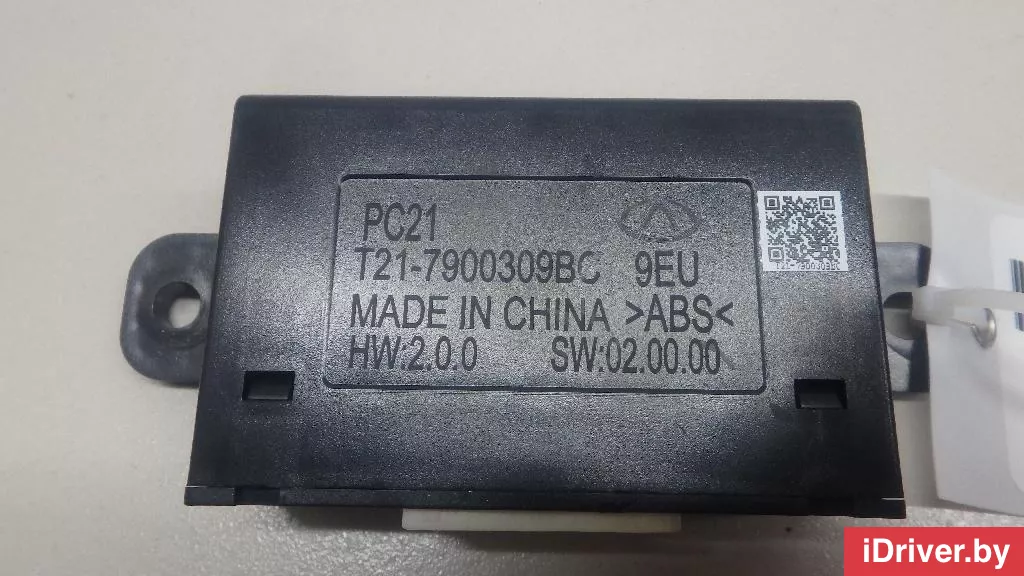 PC21
T21-7900309BC 9EU
MADE IN CHINA >ABS<
HW:2.0.0 SW:02.00.00
iDriver.by